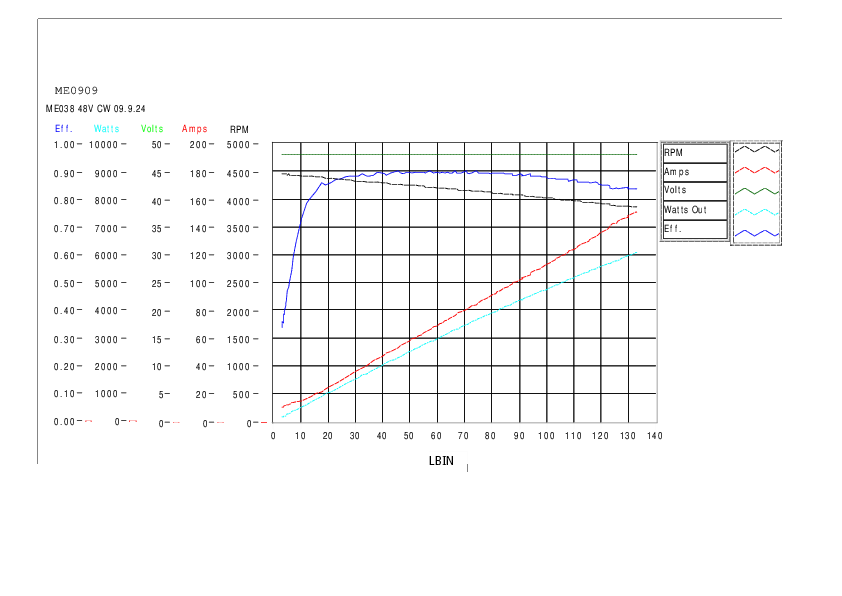 ME0909
ME038 48V CW 09.9.24
Eff. Watts Volts Amps RPM
1.00 10000 50 200 5000
0.90 9000 45 180 4500
0.80 8000 40 160 4000
0.70 7000 35 140 3500
0.60 6000 30 120 3000
0.50 5000 25 100 2500
0.40 4000 20 80 2000
0.30 3000 15 60 1500
0.20 2000 10 40 1000
0.10 1000 5 20 500
0.00 0 0 0 0
0 10 20 30 40 50 60 70 80 90 100 110 120 130 140
LBIN
RPM
Amps
Volts
Watts Out
Eff.